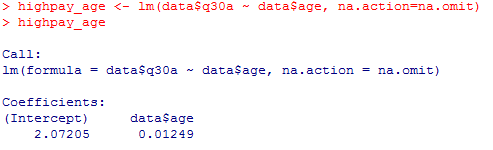 > highpay_age <- lm(data$q30a ~ data$age, na.action=na.omit)
> highpay_age
Call:
lm(formula = data$q30a ~ data$age, na.action = na.omit)
Coefficients:
(Intercept)     data$age
    2.07205      0.01249